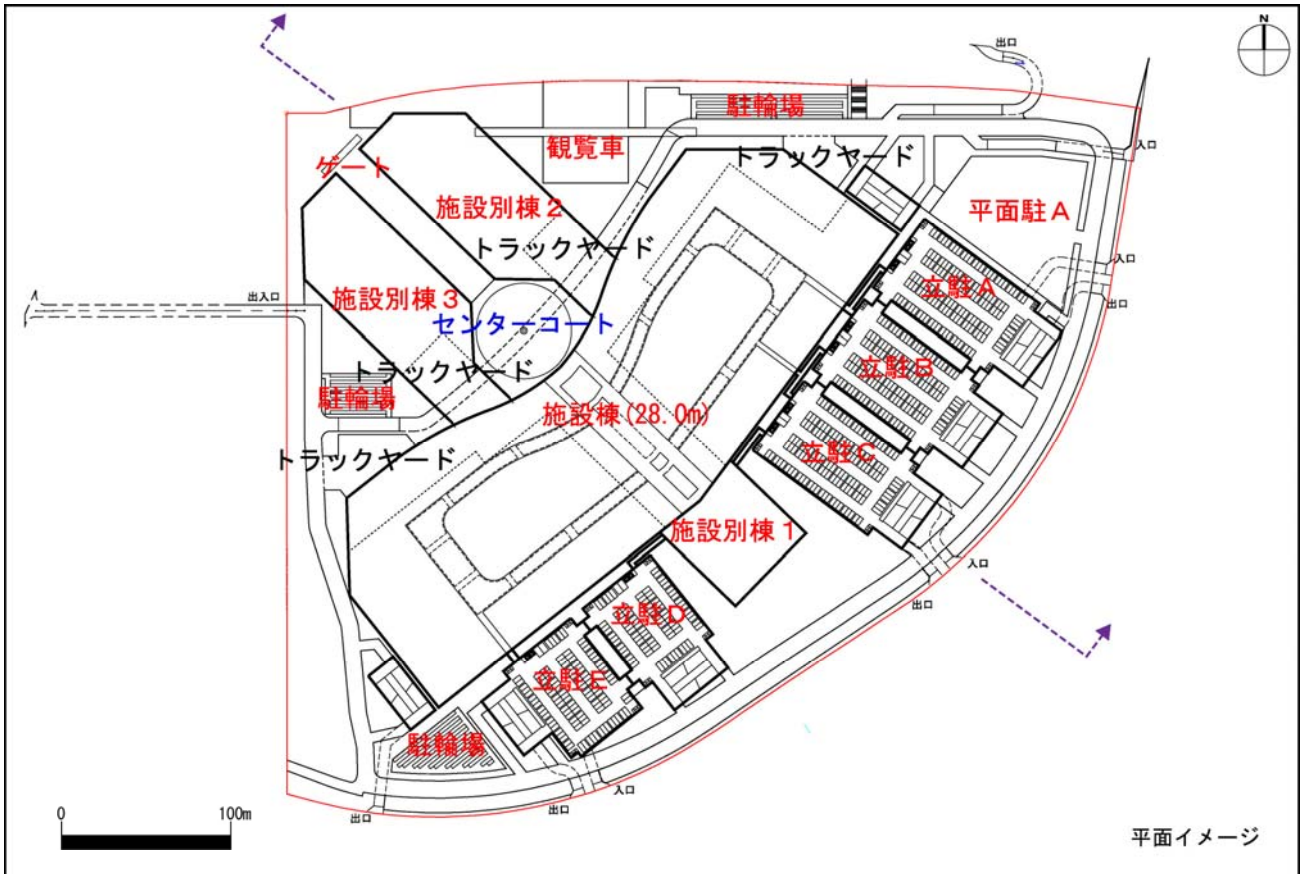 N
出口
駐輪場
観覧車
トラックヤード
入口
ゲート
施設別棟2
平面駐A
トラックヤード
入口
立駐A
出入口
施設別棟3
出口
センターコート
立駐B
トラックヤード
駐輪場
施設棟(28.0m)
立駐C
トラックヤード
施設別棟1
入口
出口
立駐D
立駐E
駐輪場
入口
出口
出口
0 100m
平面イメージ